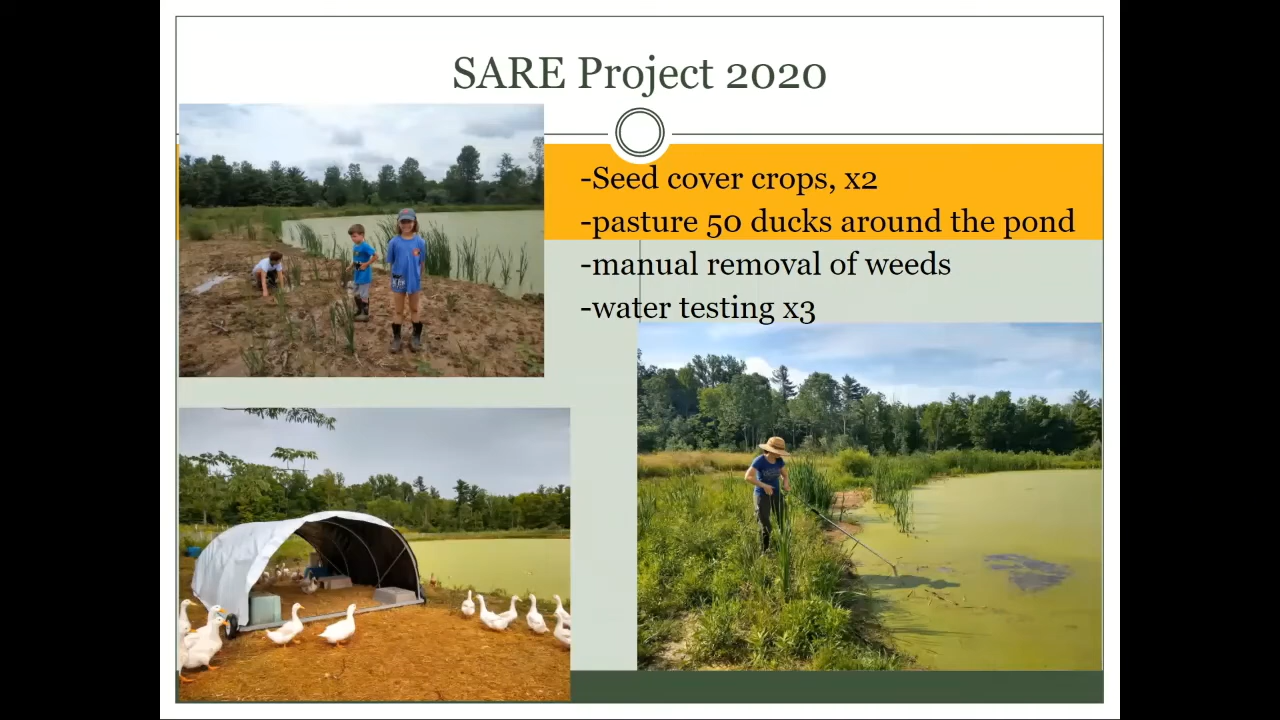 SARE Project 2020
-Seed cover crops, x2
-pasture 50 ducks around the pond
-manual removal of weeds
-water testing x3